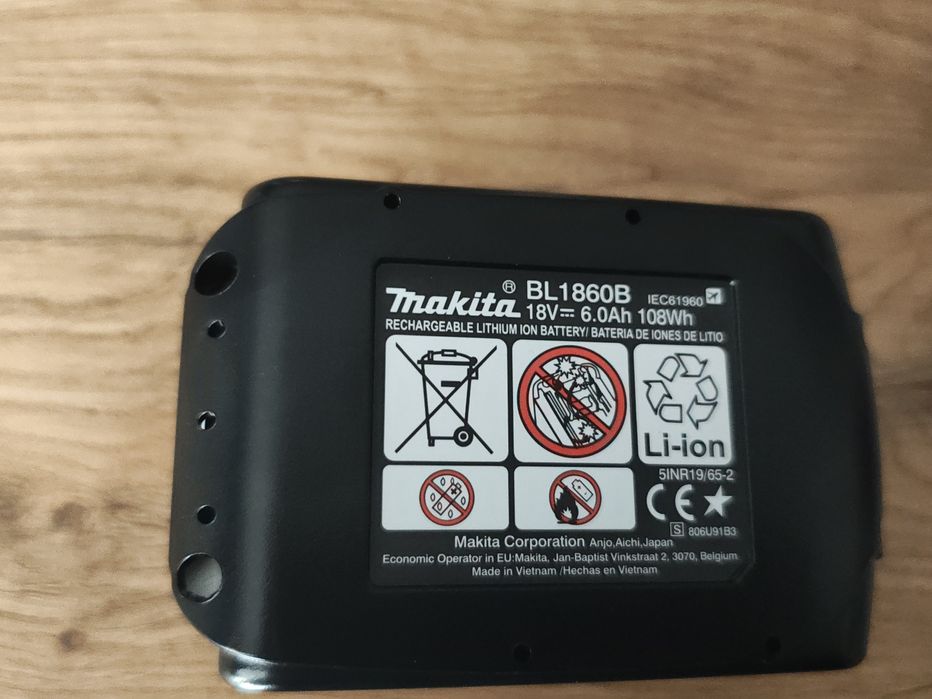 makita® BL1860B IEC61960
18V⎓ 6.0Ah 108Wh
RECHARGEABLE LITHIUM ION BATTERY/ BATERIA DE IONES DE LITIO
Li-ion
5INR19/65-2
CE
S 806U91B3
Makita Corporation Anjo,Aichi,Japan
Economic Operator in EU:Makita, Jan-Baptist Vinkstraat 2, 3070, Belgium
Made in Vietnam /Hechas en Vietnam